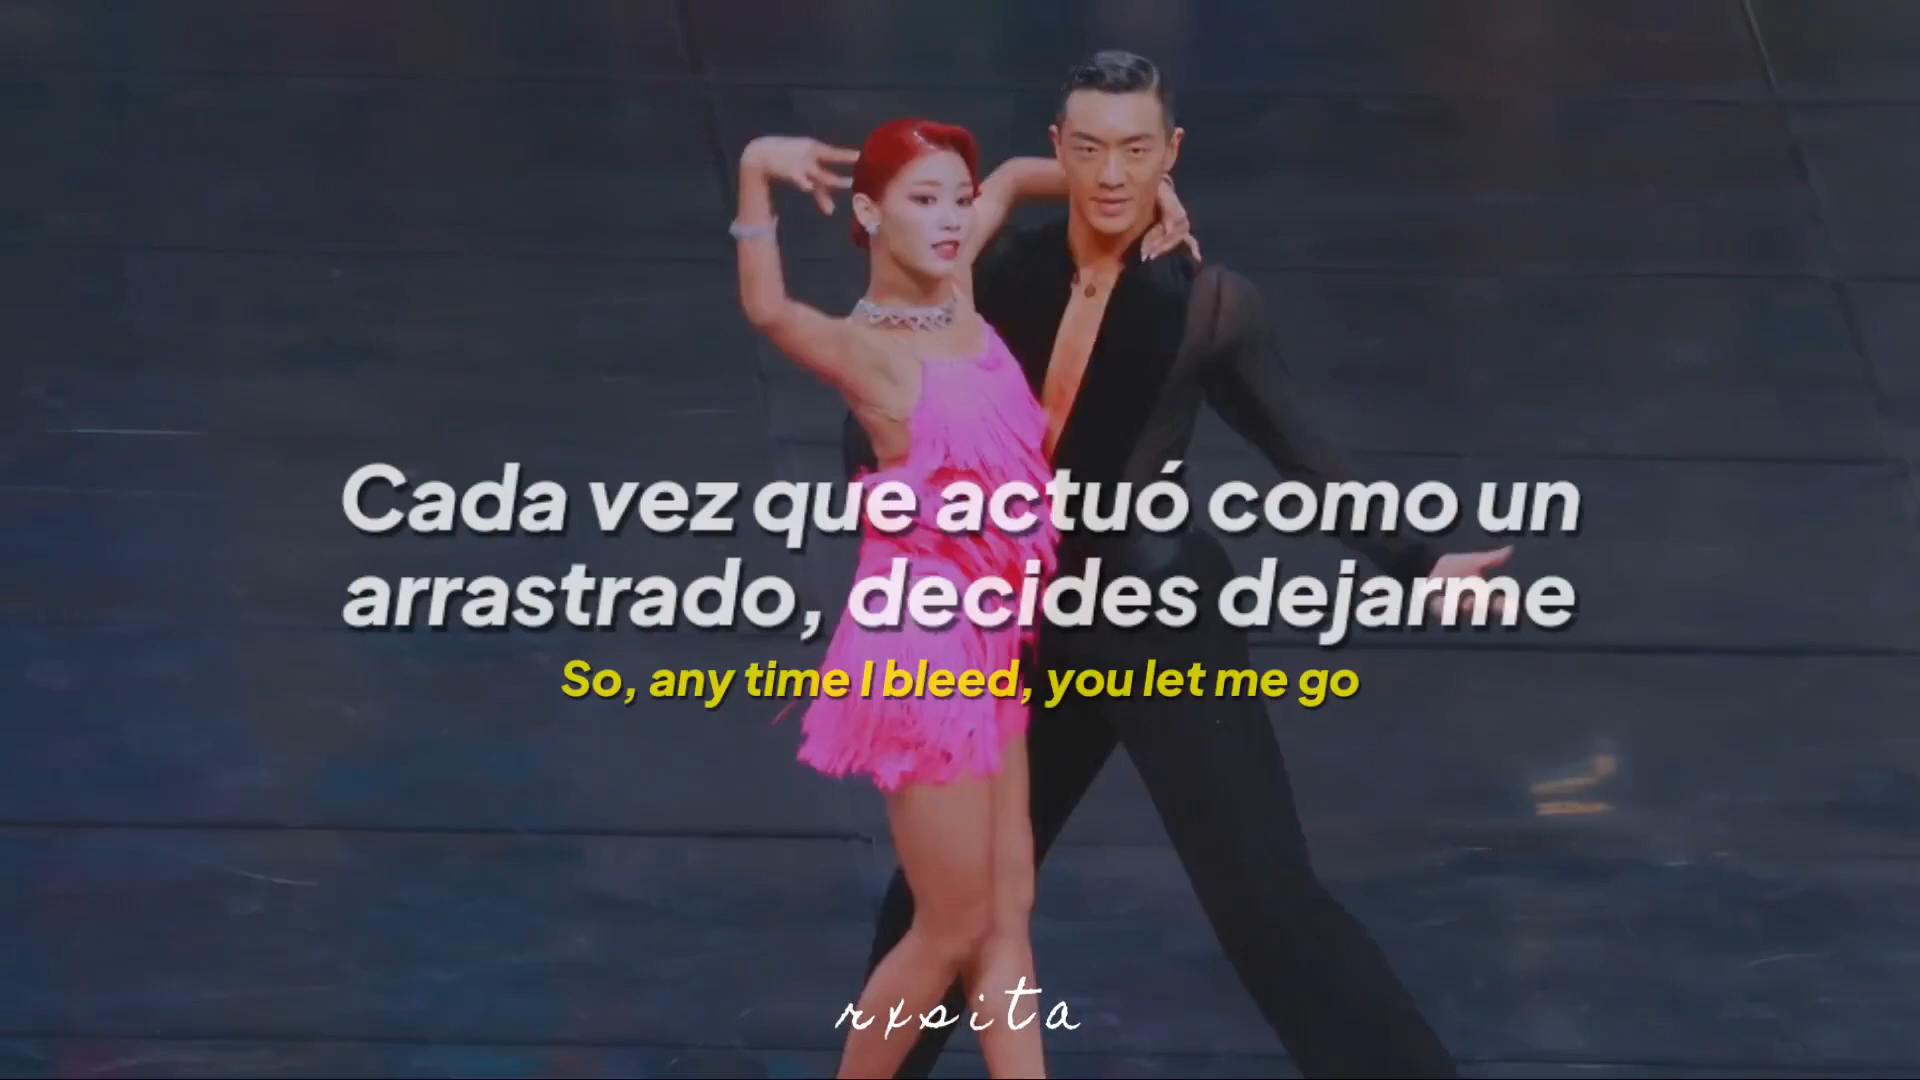 Cada vez que actuó como un
arrastrado, decides dejarme
So, any time I bleed, you let me go
rxsita